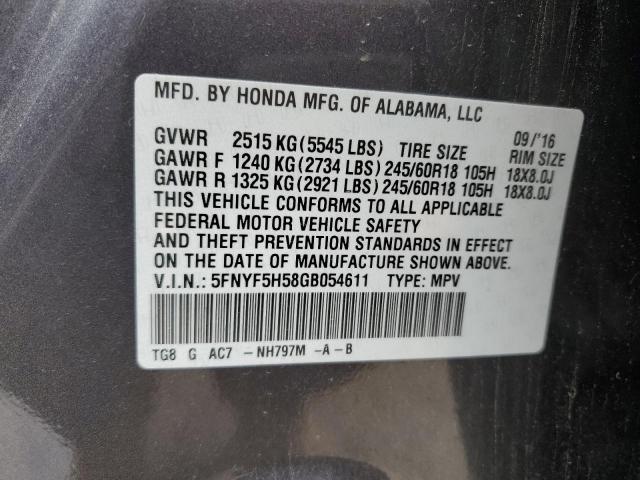 MFD. BY HONDA MFG. OF ALABAMA, LLC
09/'16
GVWR 2515 KG(5545 LBS) TIRE SIZE RIM SIZE
GAWR F 1240 KG(2734 LBS)245/60R18 105H 18X8.0J
GAWR R 1325 KG(2921 LBS)245/60R18 105H 18X8.0J
THIS VEHICLE CONFORMS TO ALL APPLICABLE
FEDERAL MOTOR VEHICLE SAFETY
AND THEFT PREVENTION STANDARDS IN EFFECT
ON THE DATE OF MANUFACTURE SHOWN ABOVE.
V.I.N.: 5FNYF5H58GB054611 TYPE: MPV
TG8 G AC7 -NH797M -A-B